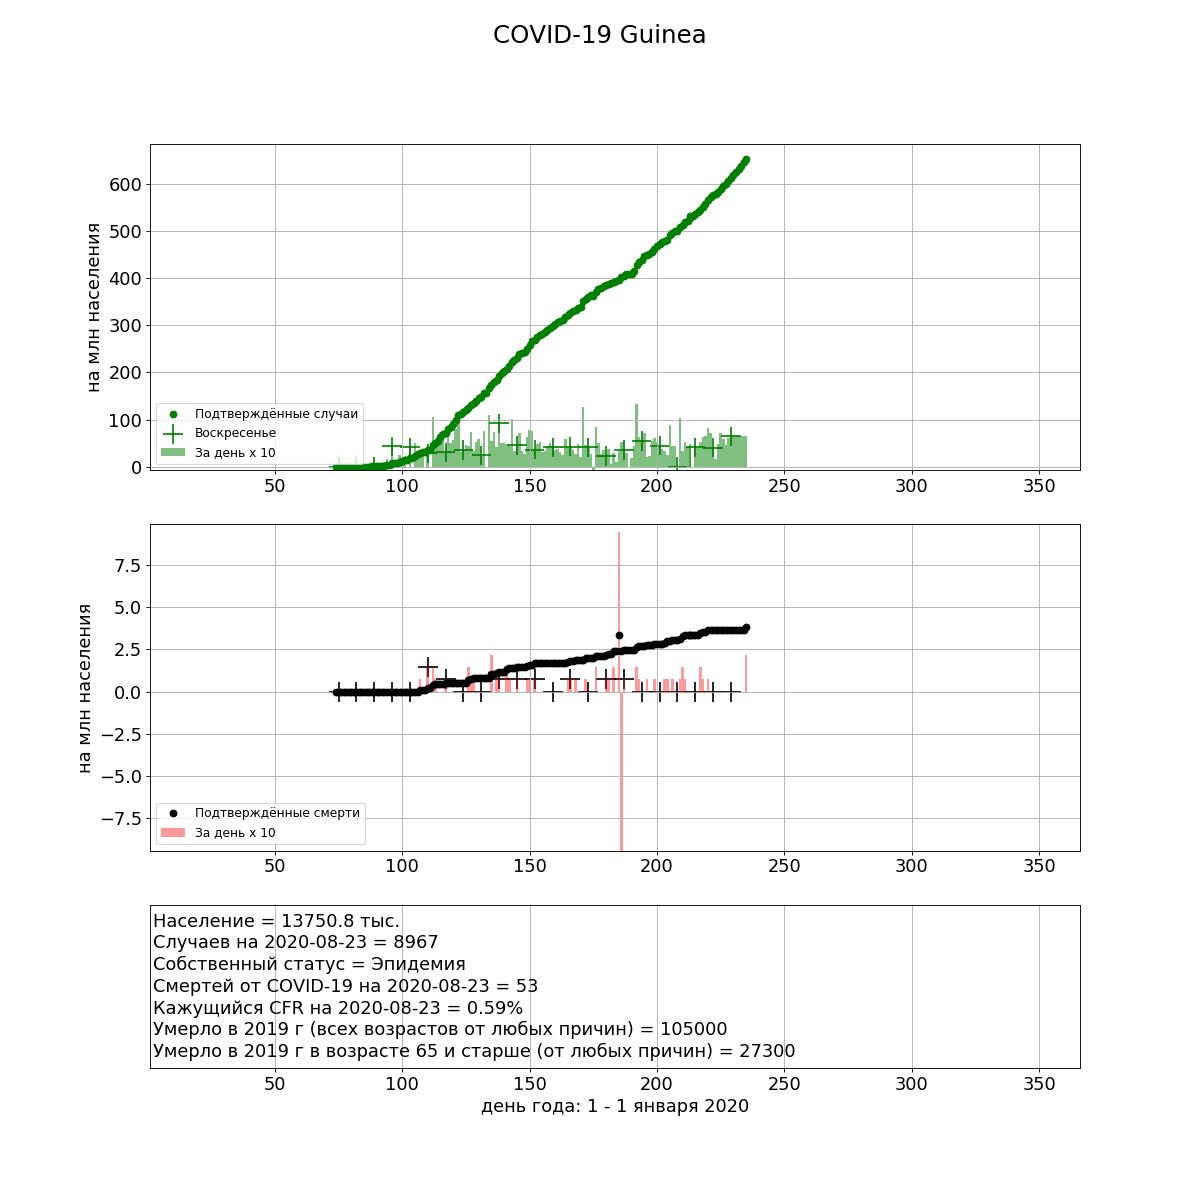 COVID-19 Guinea
на млн населения
600
500
400
300
200
100
0
Подтверждённые случаи
Воскресенье
За день x 10
50 100 150 200 250 300 350
на млн населения
7.5
5.0
2.5
0.0
−2.5
−5.0
−7.5
Подтверждённые смерти
За день x 10
50 100 150 200 250 300 350
Население = 13750.8 тыс.
Случаев на 2020-08-23 = 8967
Собственный статус = Эпидемия
Смертей от COVID-19 на 2020-08-23 = 53
Кажущийся CFR на 2020-08-23 = 0.59%
Умерло в 2019 г (всех возрастов от любых причин) = 105000
Умерло в 2019 г в возрасте 65 и старше (от любых причин) = 27300
50 100 150 200 250 300 350
день года: 1 - 1 января 2020